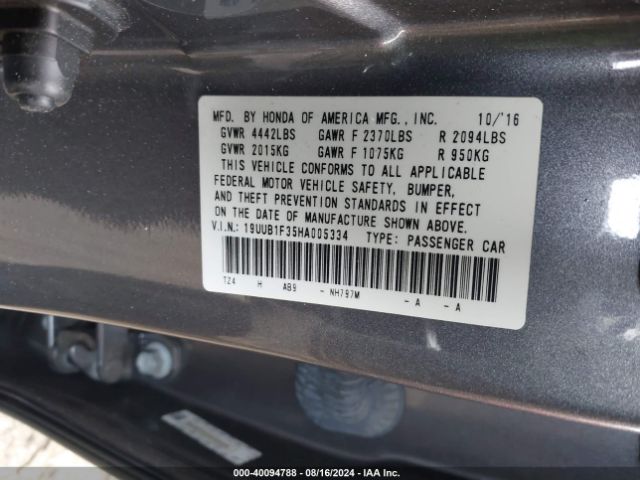 MFD. BY HONDA OF AMERICA MFG., INC. 10/'16
GVWR 4442LBS GAWR F 2370LBS R 2094LBS
GVWR 2015KG GAWR F 1075KG R 950KG
THIS VEHICLE CONFORMS TO ALL APPLICABLE
FEDERAL MOTOR VEHICLE SAFETY, BUMPER,
AND THEFT PREVENTION STANDARDS IN EFFECT
ON THE DATE OF MANUFACTURE SHOWN ABOVE.
V.I.N.: 19UUB1F35HA005334 TYPE: PASSENGER CAR
TZ4 H AB9 - NH797M - A - A
000-40094788 - 08/16/2024 - IAA Inc.